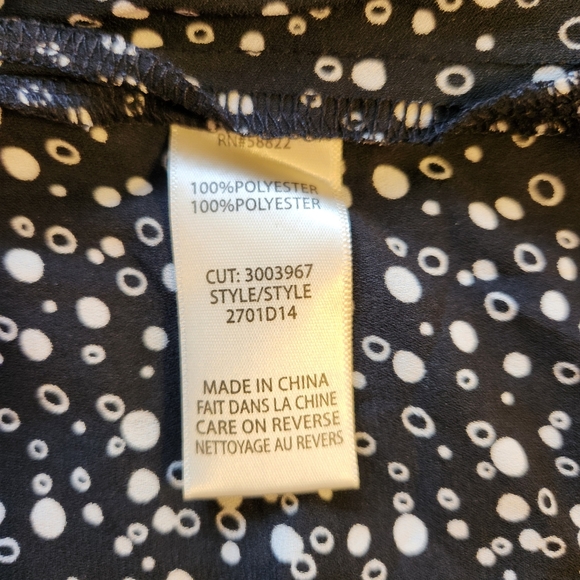 RN#58822
100%POLYESTER
100%POLYESTER
CUT: 3003967
STYLE/STYLE
2701D14
MADE IN CHINA
FAIT DANS LA CHINE
CARE ON REVERSE
NETTOYAGE AU REVERS